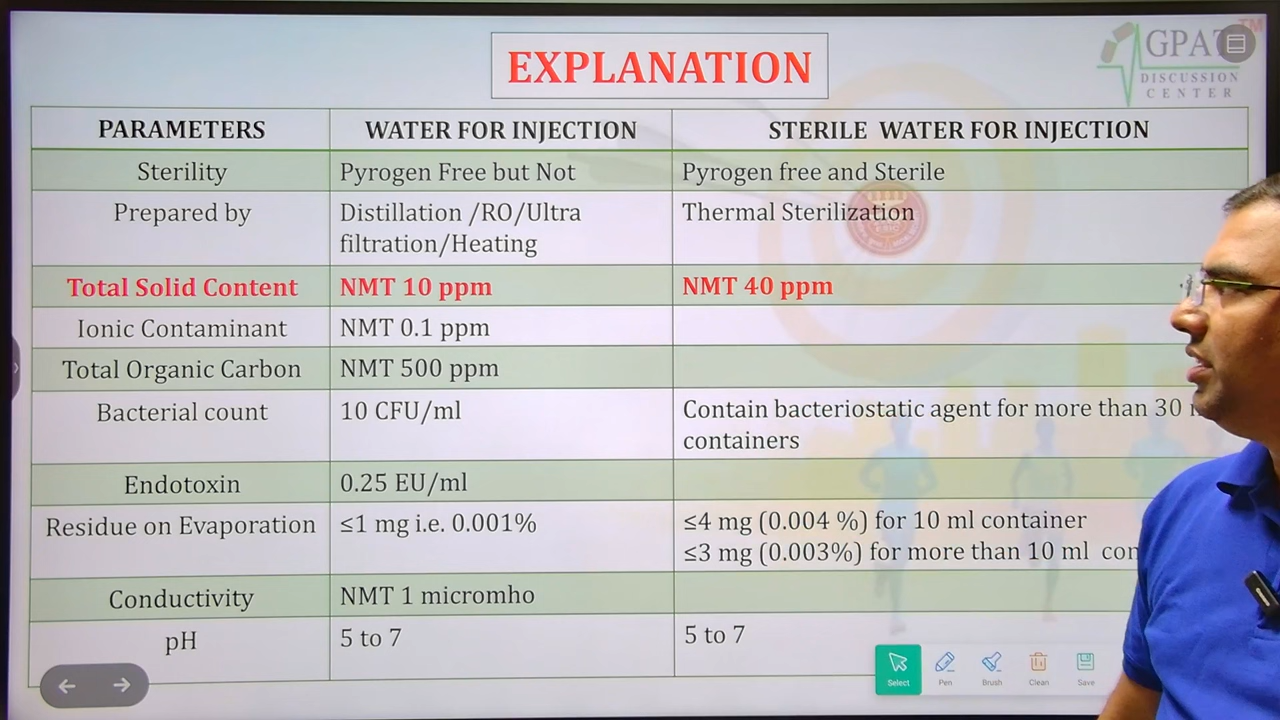 EXPLANATION
GPAT
TM
DISCUSSION
CENTER
PARAMETERS WATER FOR INJECTION STERILE WATER FOR INJECTION
Sterility Pyrogen Free but Not Pyrogen free and Sterile
Prepared by Distillation /RO/Ultra Thermal Sterilization
filtration/Heating
Total Solid Content NMT 10 ppm NMT 40 ppm
Ionic Contaminant NMT 0.1 ppm
Total Organic Carbon NMT 500 ppm
Bacterial count 10 CFU/ml Contain bacteriostatic agent for more than 30
containers
Endotoxin 0.25 EU/ml
Residue on Evaporation ≤1 mg i.e. 0.001% ≤4 mg (0.004 %) for 10 ml container
≤3 mg (0.003%) for more than 10 ml
Conductivity NMT 1 micromho
pH 5 to 7 5 to 7
Select Pen Brush Clean Save